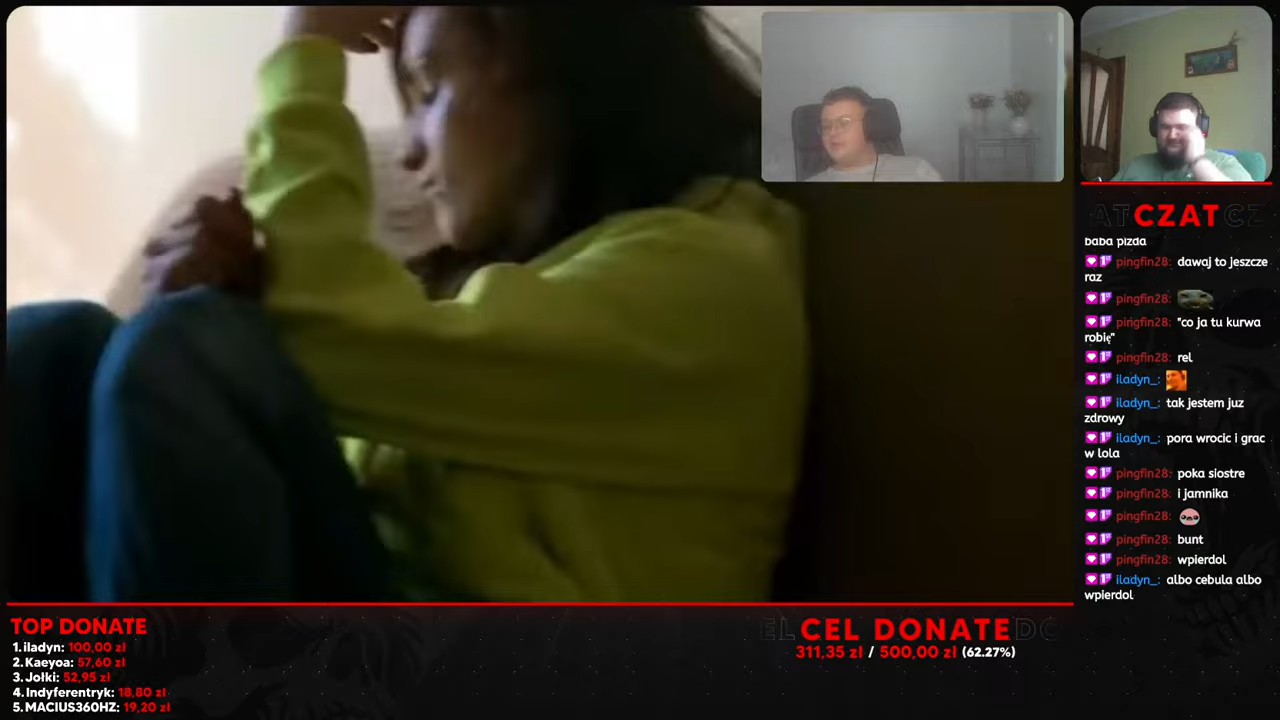 CZAT
baba pizda
pingfin28: dawaj to jeszcze
raz
pingfin28:
pingfin28: "co ja tu kurwa
robię"
pingfin28: rel
iladyn_:
iladyn_: tak jestem juz
zdrowy
iladyn_: pora wrocic i grac
w lola
pingfin28: poka siostre
pingfin28: i jamnika
pingfin28:
pingfin28: bunt
pingfin28: wpierdol
iladyn_: albo cebula albo
wpierdol
TOP DONATE
1. iladyn: 100,00 zł
2. Kaeyoa: 57,60 zł
3. Jołki: 52,95 zł
4. Indyferentryk: 18,80 zł
5. MACIUS360HZ: 19,20 zł
CEL DONATE
311,35 zł / 500,00 zł (62.27%)